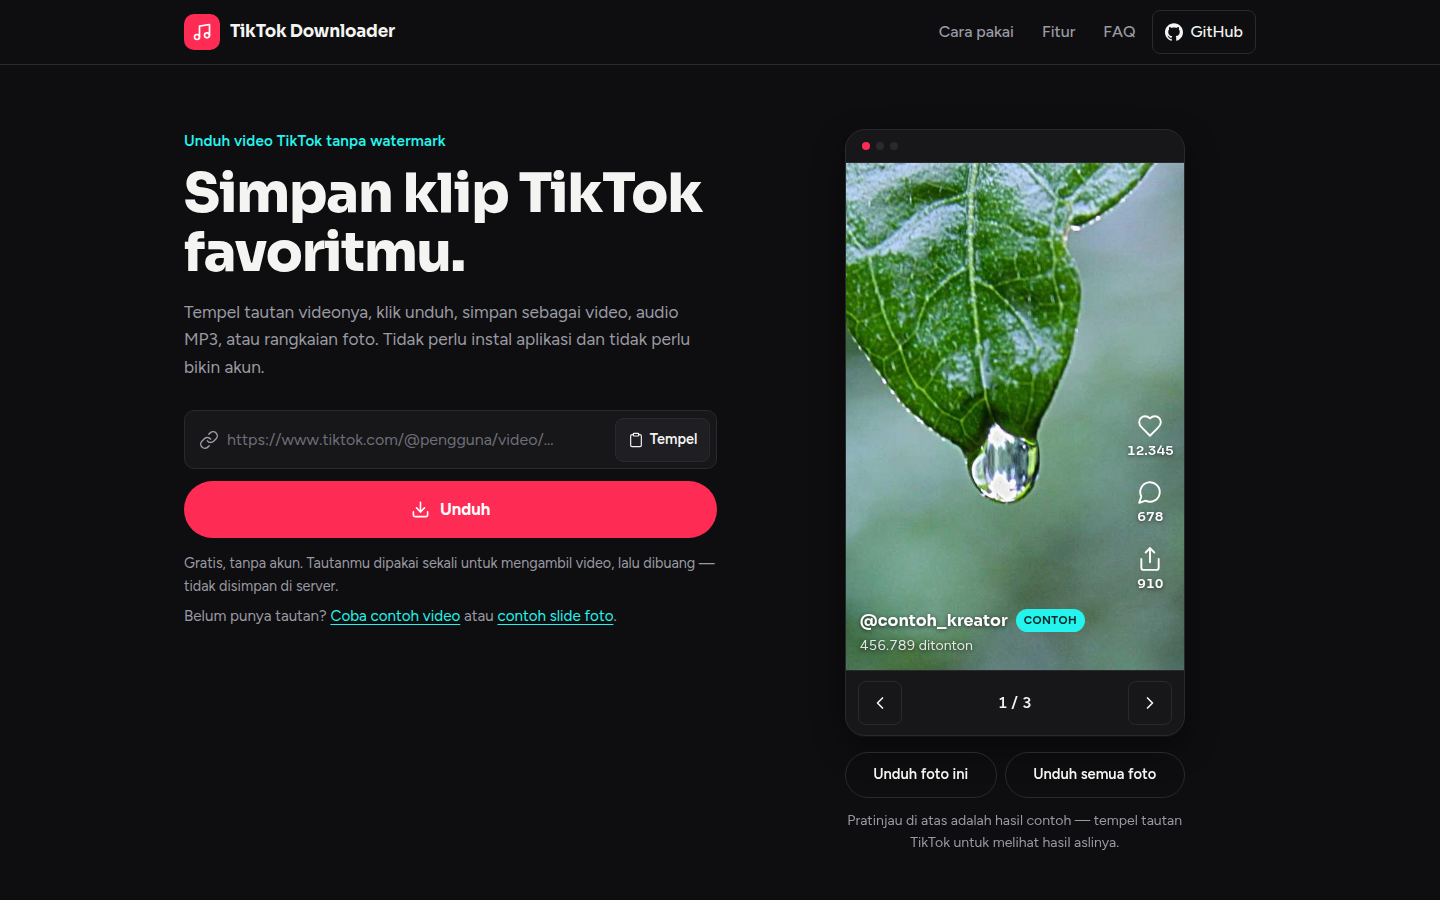 TikTok Downloader
Cara pakai
Fitur
FAQ
GitHub
Unduh video TikTok tanpa watermark
Simpan klip TikTok
favoritmu.
Tempel tautan videonya, klik unduh, simpan sebagai video, audio
MP3, atau rangkaian foto. Tidak perlu instal aplikasi dan tidak perlu
bikin akun.
https://www.tiktok.com/@pengguna/video/...
Tempel
Unduh
Gratis, tanpa akun. Tautanmu dipakai sekali untuk mengambil video, lalu dibuang —
tidak disimpan di server.
Belum punya tautan? Coba contoh video atau contoh slide foto.
12.345
678
910
@contoh_kreator CONTOH
456.789 ditonton
1 / 3
Unduh foto ini
Unduh semua foto
Pratinjau di atas adalah hasil contoh — tempel tautan
TikTok untuk melihat hasil aslinya.